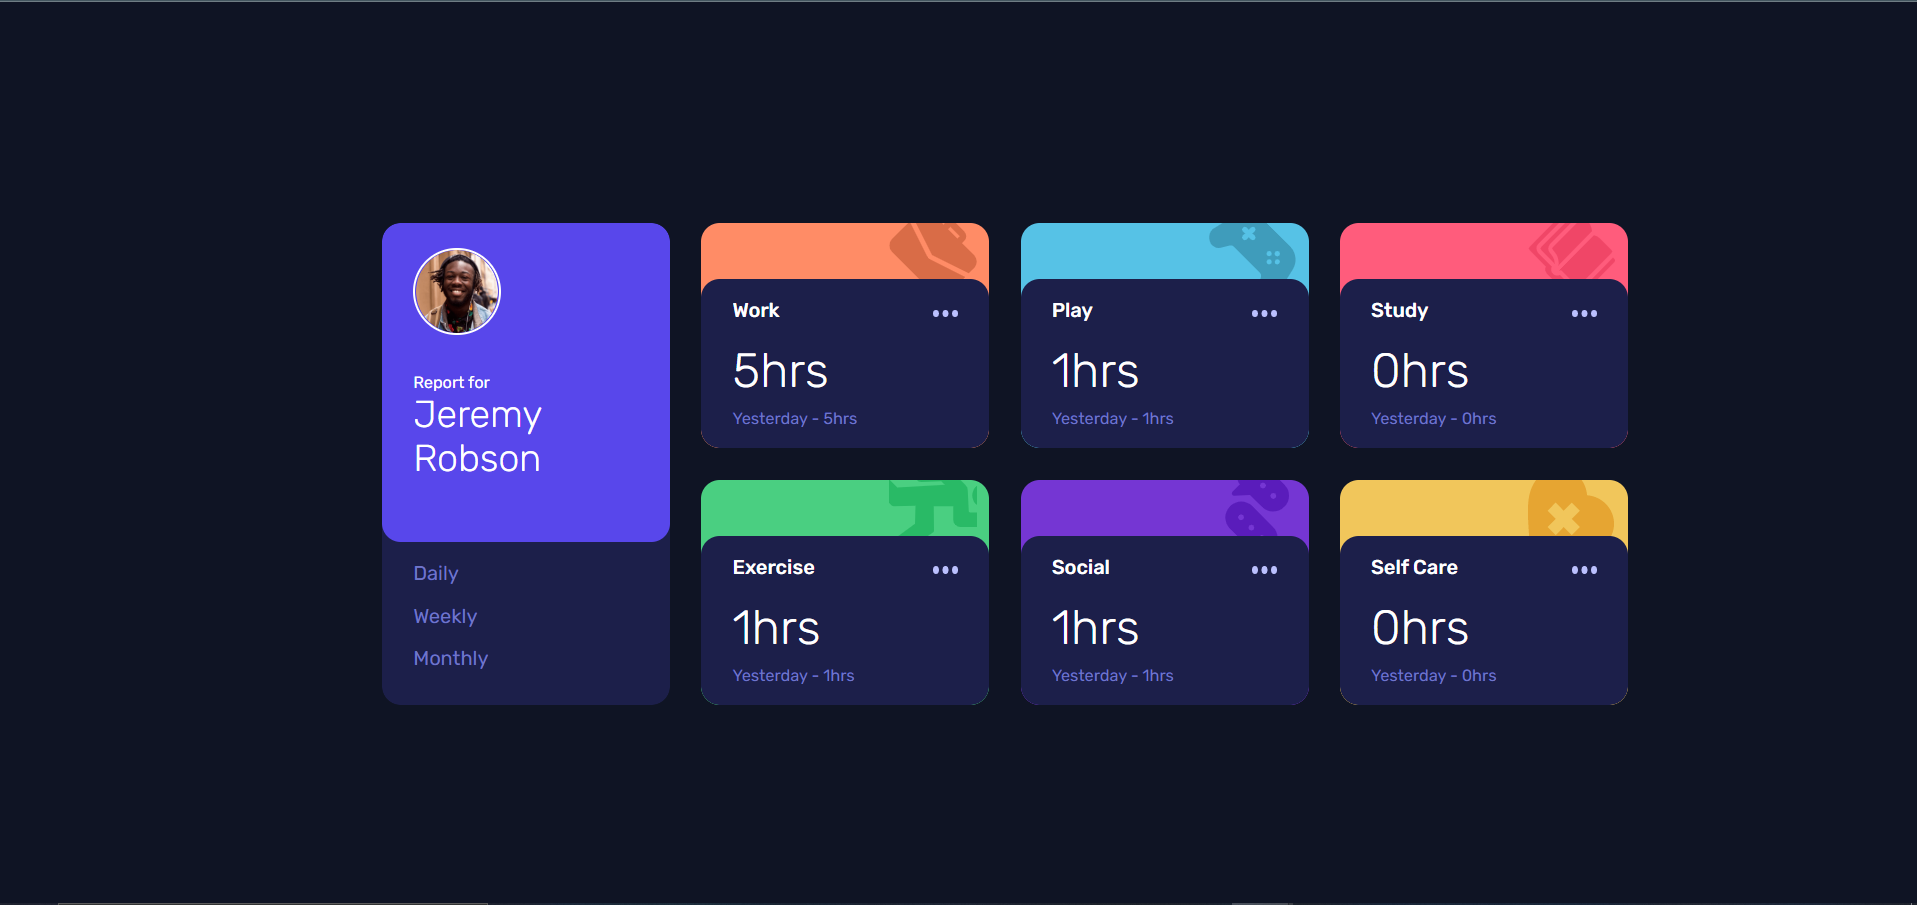 Report for
Jeremy
Robson
Daily
Weekly
Monthly
Work
5hrs
Yesterday - 5hrs
Play
1hrs
Yesterday - 1hrs
Study
0hrs
Yesterday - 0hrs
Exercise
1hrs
Yesterday - 1hrs
Social
1hrs
Yesterday - 1hrs
Self Care
0hrs
Yesterday - 0hrs